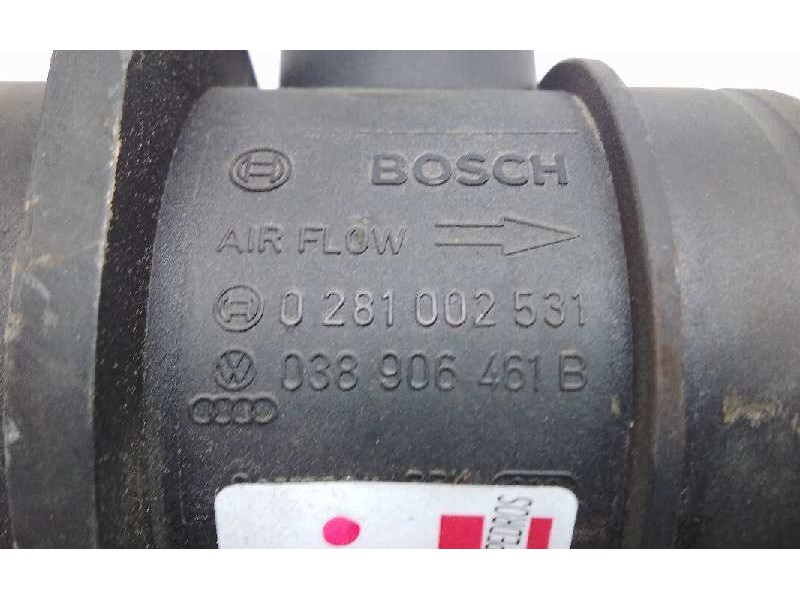 BOSCH
AIR FLOW
0 281 002 531
038 906 461 B